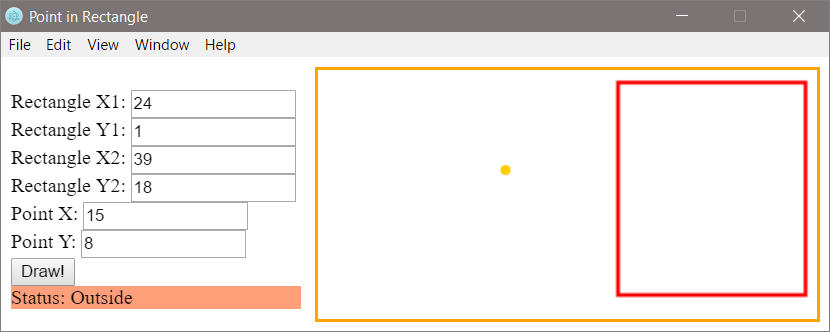 Point in Rectangle
File Edit View Window Help
Rectangle X1: 24
Rectangle Y1: 1
Rectangle X2: 39
Rectangle Y2: 18
Point X: 15
Point Y: 8
Draw!
Status: Outside